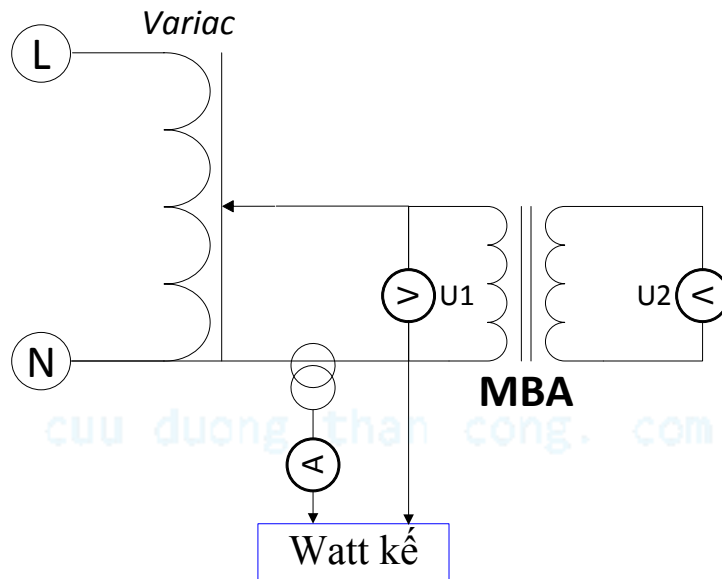 Variac
L
V
U1
U2
V
N
MBA
cuu duong than cong. com
A
Watt kế